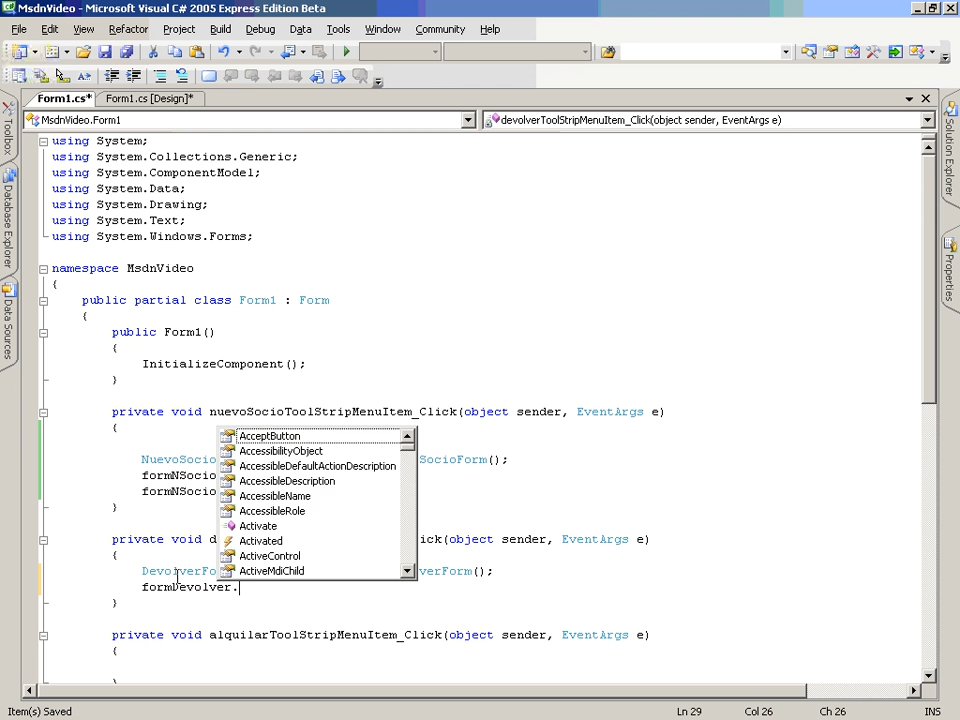 MsdnVideo - Microsoft Visual C# 2005 Express Edition Beta
File Edit View Refactor Project Build Debug Data Tools Window Community Help
Form1.cs* Form1.cs [Design]*
MsdnVideo.Form1 devolverToolStripMenuItem_Click(object sender, EventArgs e)
Toolbox
Database Explorer
Data Sources
Solution Explorer
Properties
using System;
using System.Collections.Generic;
using System.ComponentModel;
using System.Data;
using System.Drawing;
using System.Text;
using System.Windows.Forms;
namespace MsdnVideo
{
public partial class Form1 : Form
{
public Form1()
{
InitializeComponent();
}
private void nuevoSocioToolStripMenuItem_Click(object sender, EventArgs e)
{
NuevoSocio SocioForm();
formNSocio
formNSocio
}
private void d ick(object sender, EventArgs e)
{
DevolverFo verForm();
formDevolver.
}
private void alquilarToolStripMenuItem_Click(object sender, EventArgs e)
{
}
AcceptButton
AccessibilityObject
AccessibleDefaultActionDescription
AccessibleDescription
AccessibleName
AccessibleRole
Activate
Activated
ActiveControl
ActiveMdiChild
Item(s) Saved Ln 29 Col 26 Ch 26 INS